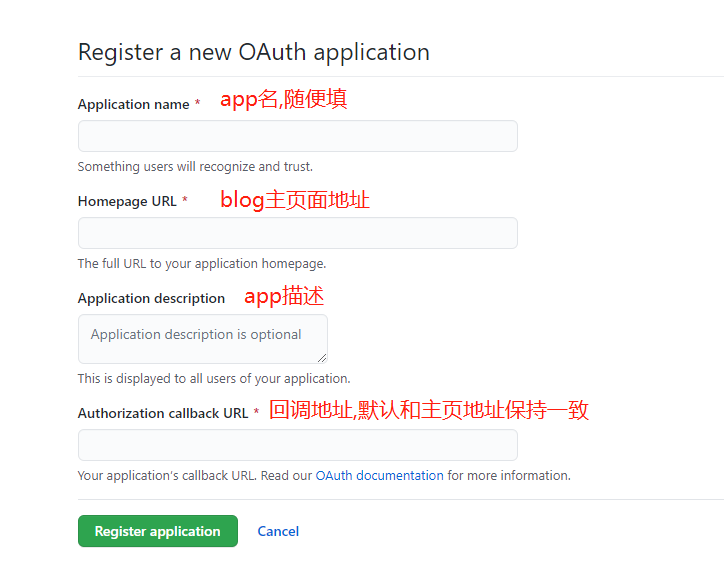 Register a new OAuth application
Application name * app名,随便填
Something users will recognize and trust.
Homepage URL * blog主页面地址
The full URL to your application homepage.
Application description app描述
Application description is optional
This is displayed to all users of your application.
Authorization callback URL * 回调地址,默认和主页地址保持一致
Your application's callback URL. Read our OAuth documentation for more information.
Register application Cancel